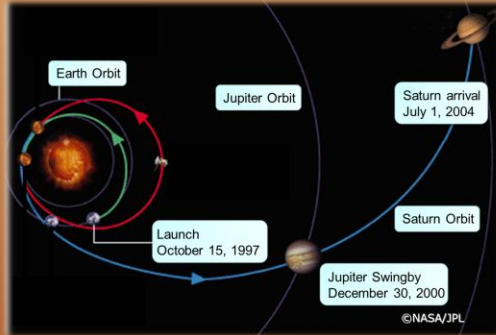 Earth Orbit
Jupiter Orbit
Saturn arrival
July 1, 2004
Saturn Orbit
Launch
October 15, 1997
Jupiter Swingby
December 30, 2000
©NASA/JPL